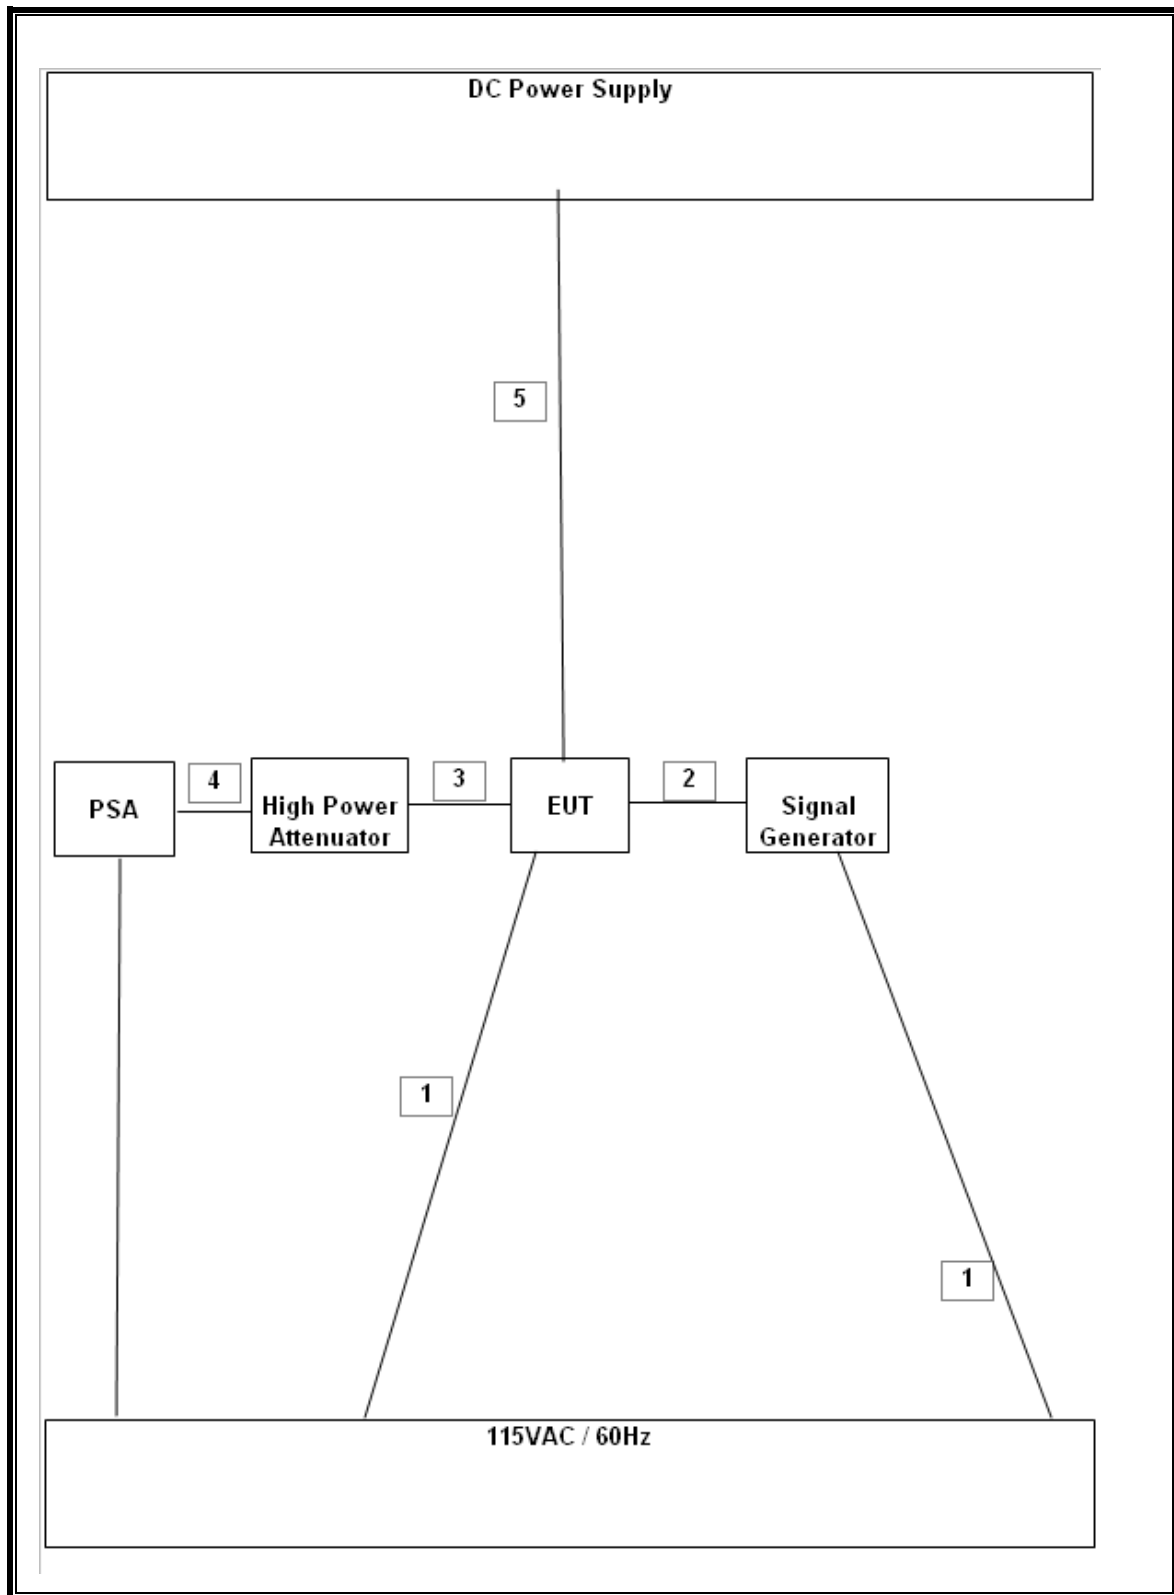 DC Power Supply
5
PSA
4
High Power
Attenuator
3
EUT
2
Signal
Generator
1
1
115VAC / 60Hz